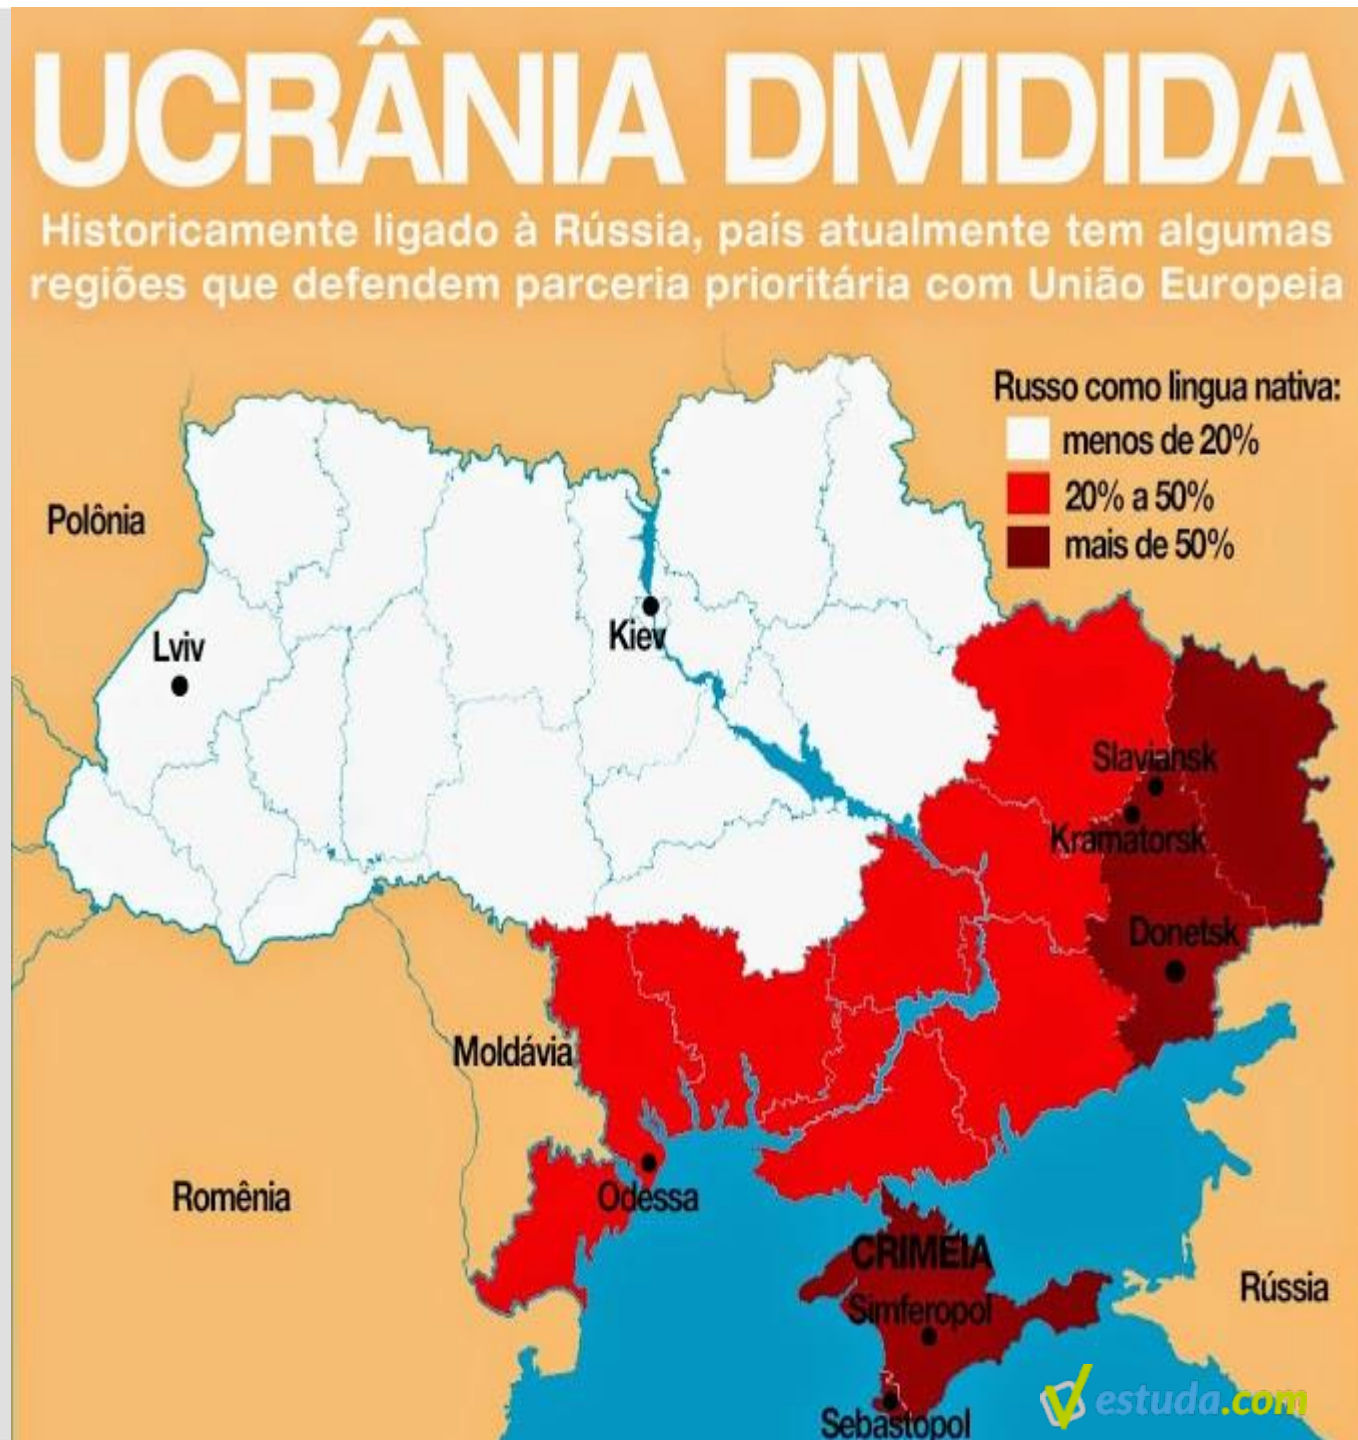 UCRÂNIA DIVIDIDA
Historicamente ligado à Rússia, país atualmente tem algumas
regiões que defendem parceria prioritária com União Europeia
Russo como lingua nativa:
menos de 20%
20% a 50%
mais de 50%
Polônia
Lviv
Kiev
Slaviansk
Kramatorsk
Donetsk
Moldávia
Romênia
Odessa
CRIMEIA
Rússia
Simferopol
Sebastopol
estuda.com